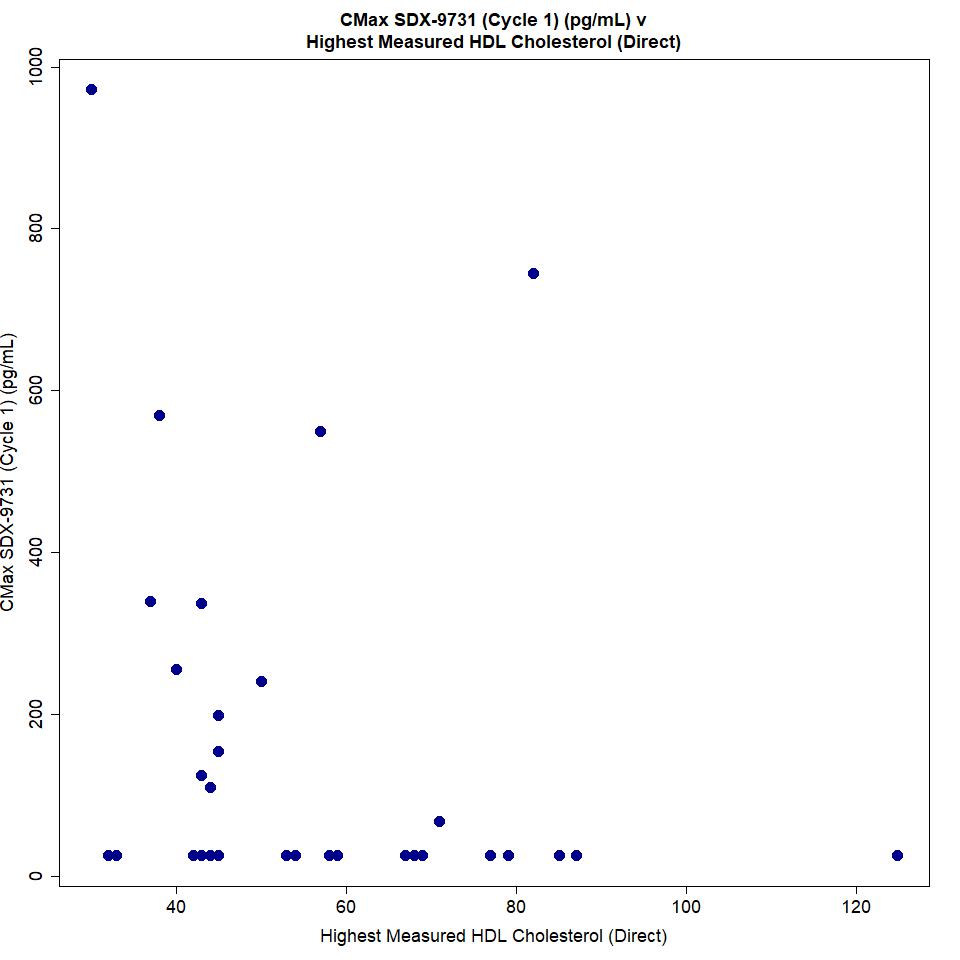 CMax SDX-9731 (Cycle 1) (pg/mL) v
Highest Measured HDL Cholesterol (Direct)
CMax SDX-9731 (Cycle 1) (pg/mL)
1000
800
600
400
200
0
40 60 80 100 120
Highest Measured HDL Cholesterol (Direct)